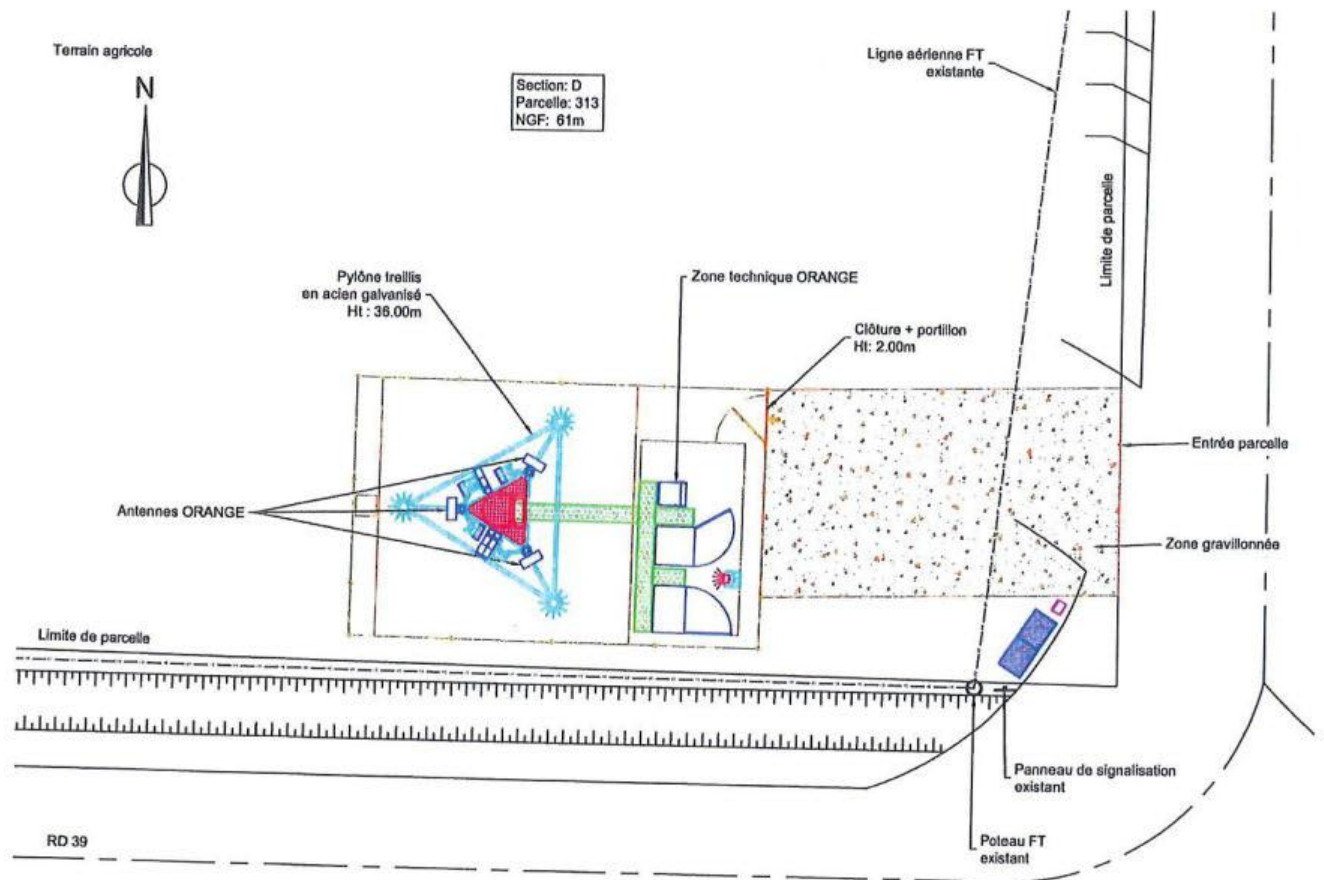 Terrain agricole
N
Section: D
Parcelle: 313
NGF: 61m
Ligne aérienne FT
existante
Limite de parcelle
Pylône treillis
en acien galvanisé
Ht : 36.00m
Zone technique ORANGE
Clôture + portillon
Ht: 2.00m
Entrée parcelle
Antennes ORANGE
Zone gravillonnée
Limite de parcelle
Panneau de signalisation
existant
RD 39
Poteau FT
existant